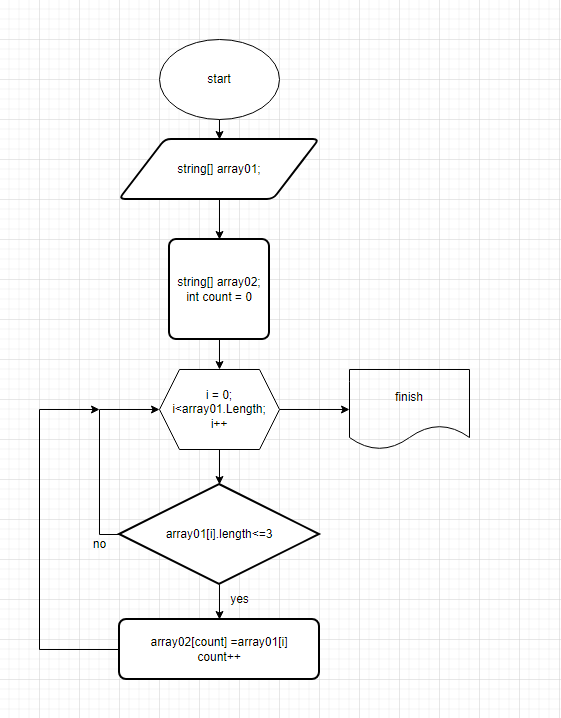 start
string[] array01;
string[] array02;
int count = 0
i = 0;
i<array01.Length;
i++
finish
array01[i].length<=3
no
yes
array02[count] =array01[i]
count++